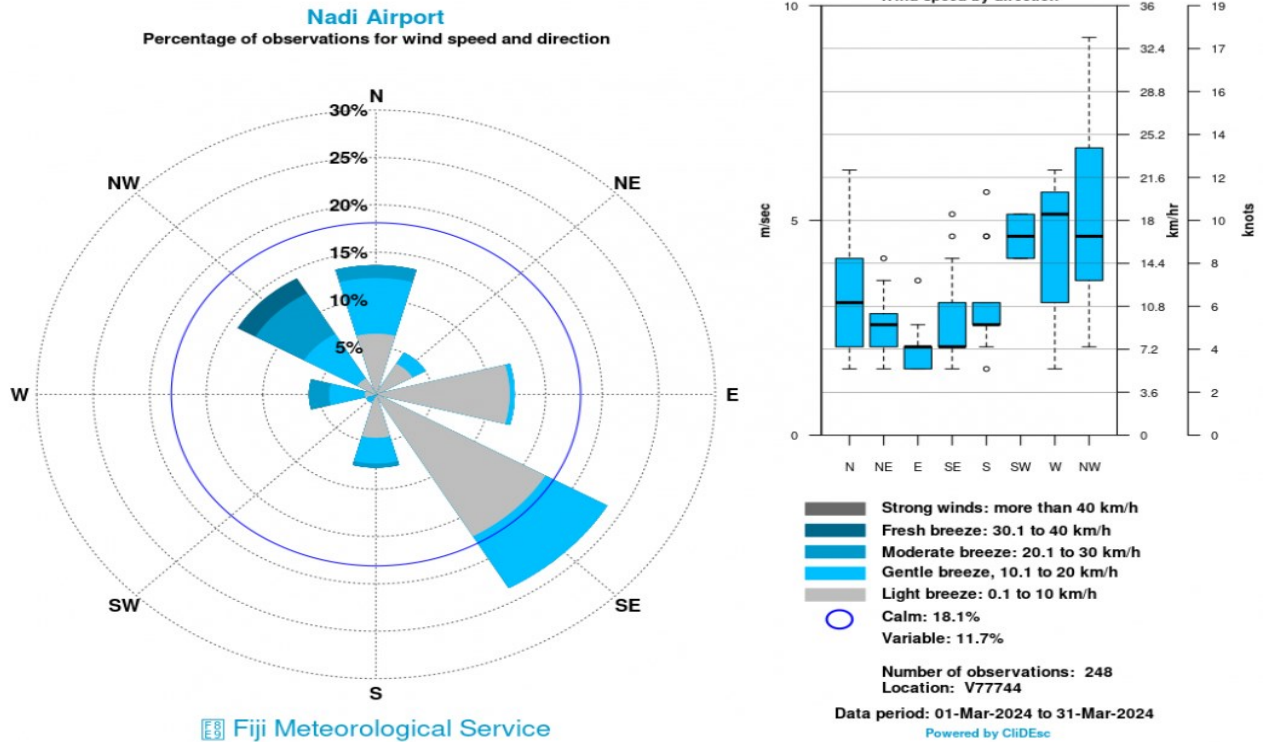 Nadi Airport
Percentage of observations for wind speed and direction
N
30%
25%
20%
15%
10%
5%
NW
NE
W
E
SW
SE
S
Fiji Meteorological Service
Wind speed by direction
m/sec
10
5
0
36
32.4
28.8
25.2
21.6
18
14.4
10.8
7.2
3.6
0
km/hr
19
17
16
14
12
10
8
6
4
2
0
knots
N NE E SE S SW W NW
Strong winds: more than 40 km/h
Fresh breeze: 30.1 to 40 km/h
Moderate breeze: 20.1 to 30 km/h
Gentle breeze, 10.1 to 20 km/h
Light breeze: 0.1 to 10 km/h
Calm: 18.1%
Variable: 11.7%
Number of observations: 248
Location: V77744
Data period: 01-Mar-2024 to 31-Mar-2024
Powered by CliDEsc